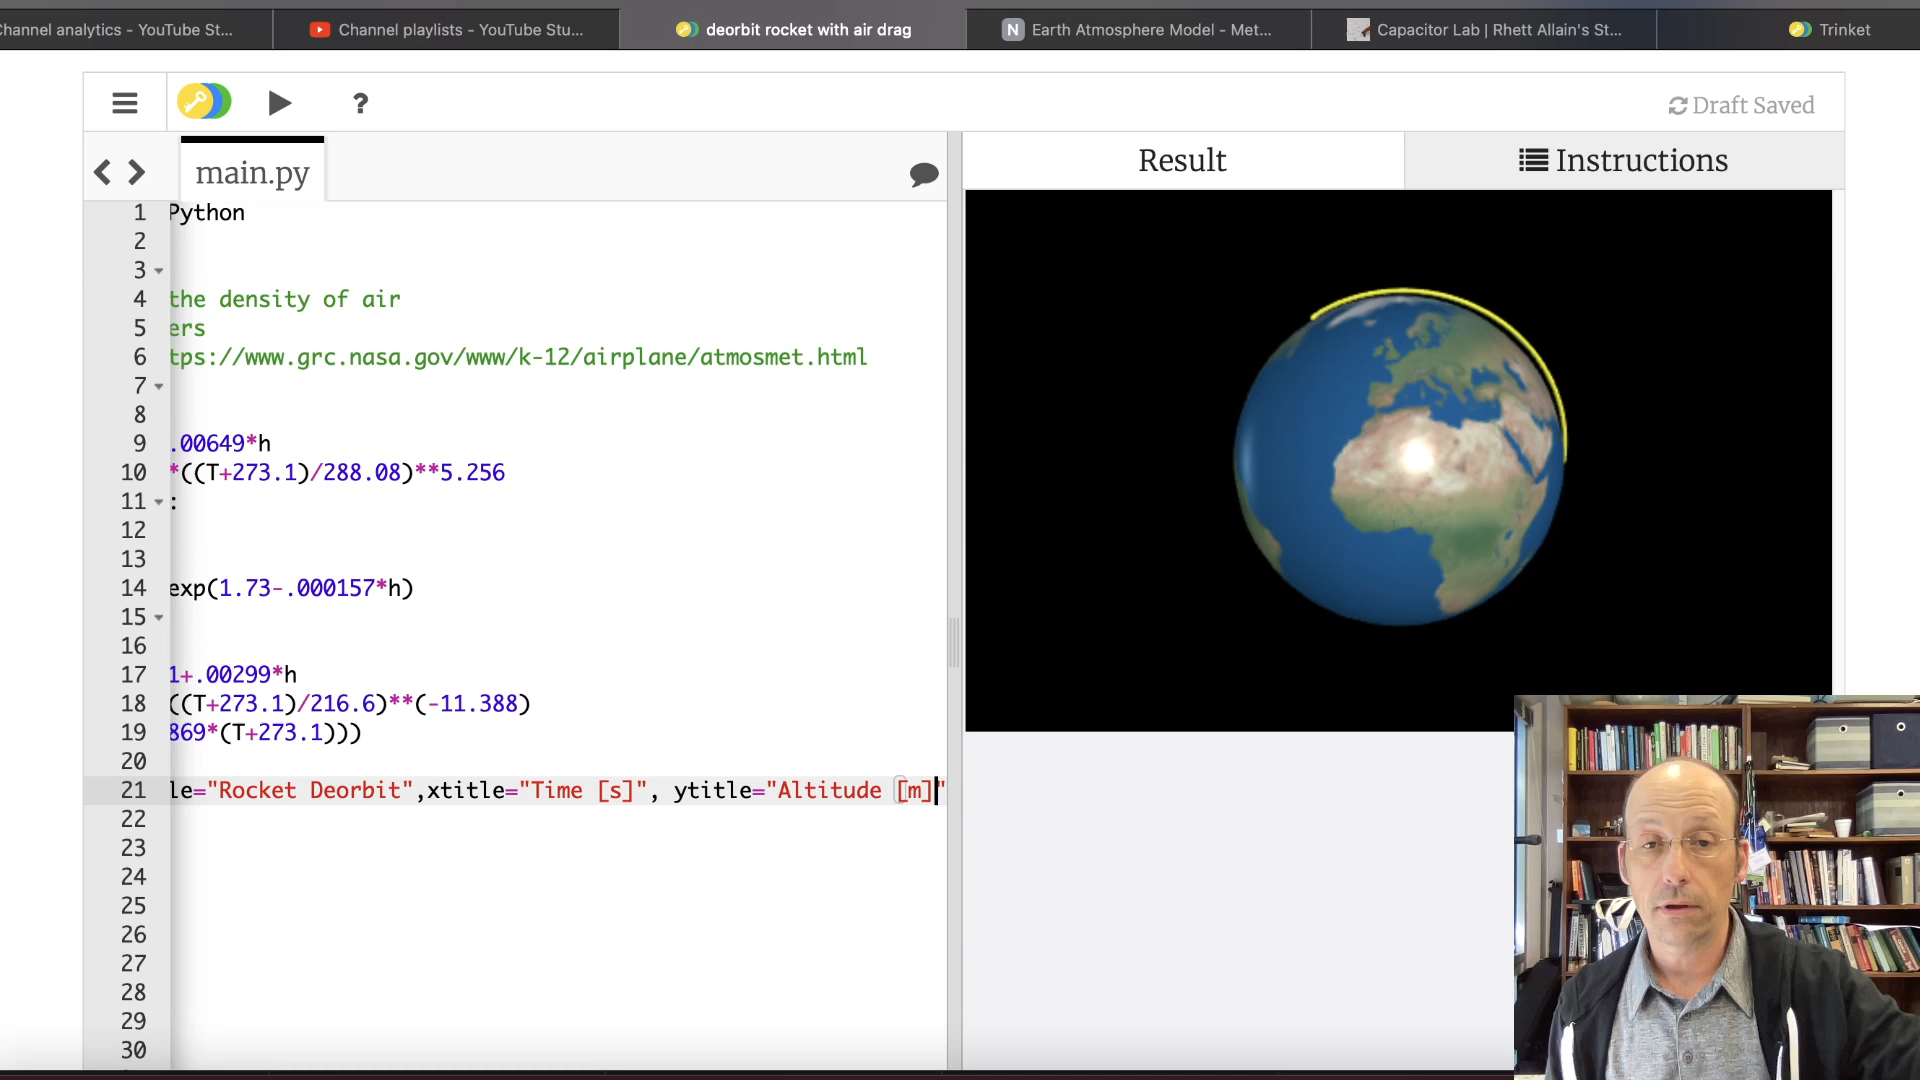 Channel analytics - YouTube St...
Channel playlists - YouTube Stu...
deorbit rocket with air drag
N Earth Atmosphere Model - Met...
Capacitor Lab | Rhett Allain's St...
Trinket
?
Draft Saved
main.py
Result
Instructions
1 Python
2
3
4 the density of air
5 ers
6 tps://www.grc.nasa.gov/www/k-12/airplane/atmosmet.html
7
8
9 .00649*h
10 *((T+273.1)/288.08)**5.256
11 :
12
13
14 exp(1.73-.000157*h)
15
16
17 1+.00299*h
18 ((T+273.1)/216.6)**(-11.388)
19 869*(T+273.1)))
20
21 le="Rocket Deorbit",xtitle="Time [s]", ytitle="Altitude [m]"
22
23
24
25
26
27
28
29
30